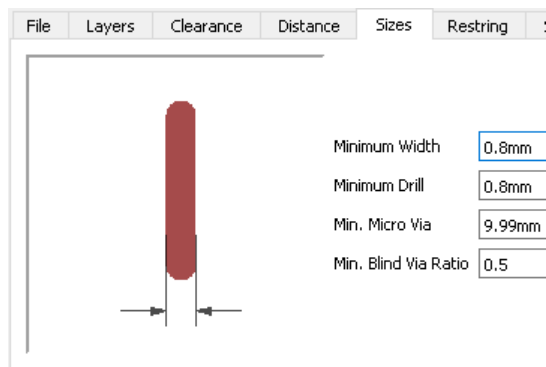 File Layers Clearance Distance Sizes Restring
Minimum Width 0.8mm
Minimum Drill 0.8mm
Min. Micro Via 9.99mm
Min. Blind Via Ratio 0.5